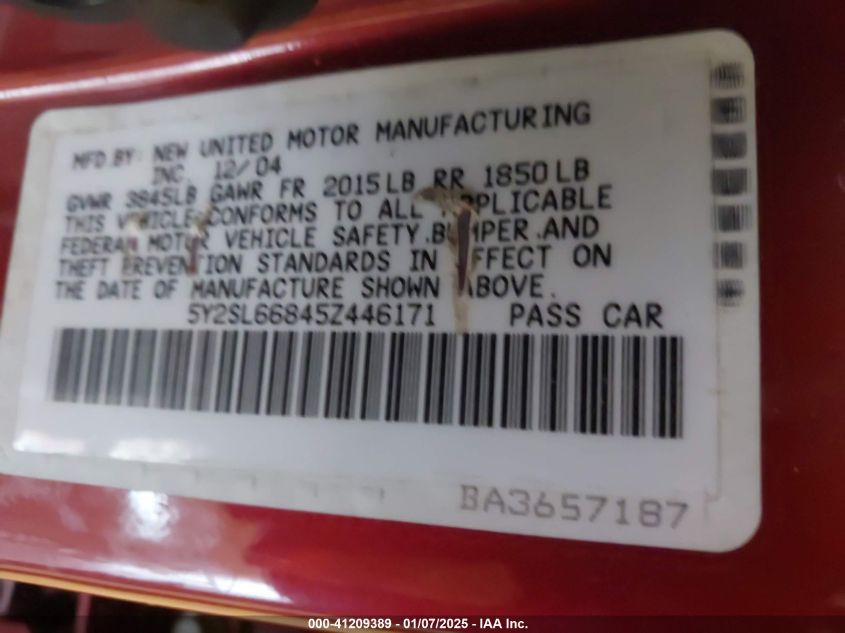 MFD.BY: NEW UNITED MOTOR MANUFACTURING
INC. 12/04
GVWR 3845LB GAWR FR 2015LB RR 1850LB
THIS VEHICLE CONFORMS TO ALL APPLICABLE
FEDERAL MOTOR VEHICLE SAFETY,BUMPER,AND
THEFT PREVENTION STANDARDS IN EFFECT ON
THE DATE OF MANUFACTURE SHOWN ABOVE.
5Y2SL66845Z446171 PASS CAR
BA3657187
000-41209389 - 01/07/2025 - IAA Inc.